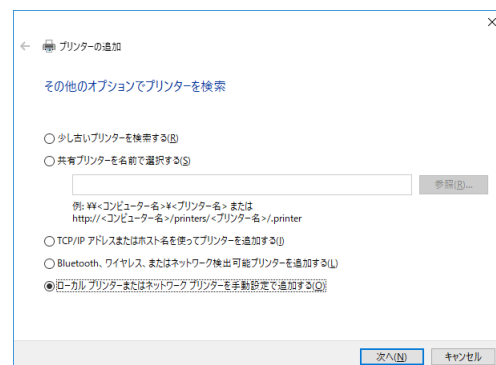 プリンターの追加
その他のオプションでプリンターを検索
少し古いプリンターを検索する(R)
共有プリンターを名前で選択する(S)
参照(R)...
例: ¥¥<コンピューター名>¥<プリンター名> または
http://<コンピューター名>/printers/<プリンター名>/.printer
TCP/IP アドレスまたはホスト名を使ってプリンターを追加する(I)
Bluetooth、ワイヤレス、またはネットワーク検出可能プリンターを追加する(L)
ローカル プリンターまたはネットワーク プリンターを手動設定で追加する(O)
次へ(N) キャンセル